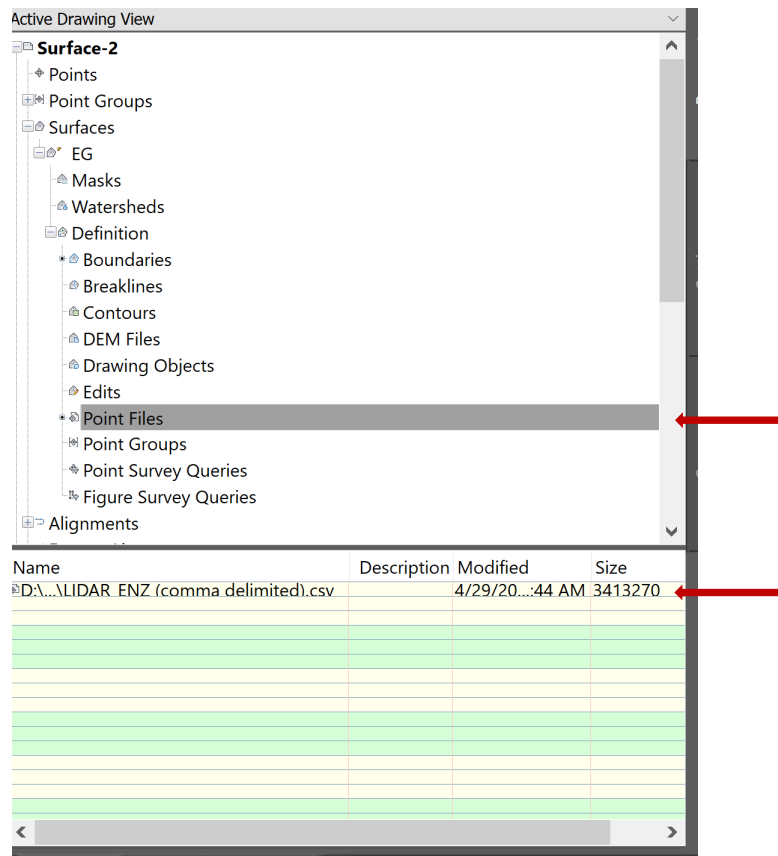 Active Drawing View
Surface-2
Points
Point Groups
Surfaces
EG
Masks
Watersheds
Definition
Boundaries
Breaklines
Contours
DEM Files
Drawing Objects
Edits
Point Files
Point Groups
Point Survey Queries
Figure Survey Queries
Alignments
Name Description Modified Size
D:\...\LIDAR_ENZ (comma delimited).csv 4/29/20...:44 AM 3413270